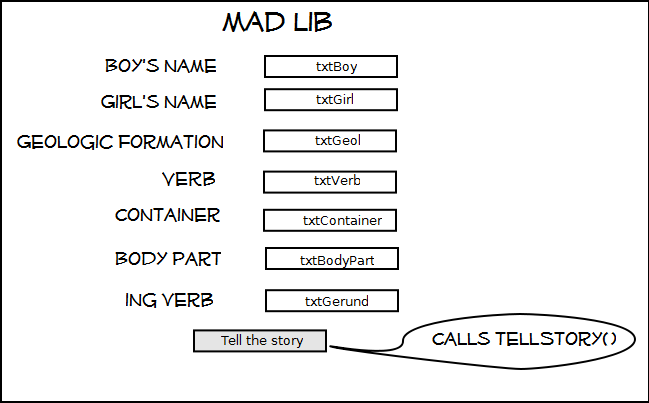 MAD LIB
BOY'S NAME txtBoy
GIRL'S NAME txtGirl
GEOLOGIC FORMATION txtGeol
VERB txtVerb
CONTAINER txtContainer
BODY PART txtBodyPart
ING VERB txtGerund
Tell the story
CALLS TELLSTORY()